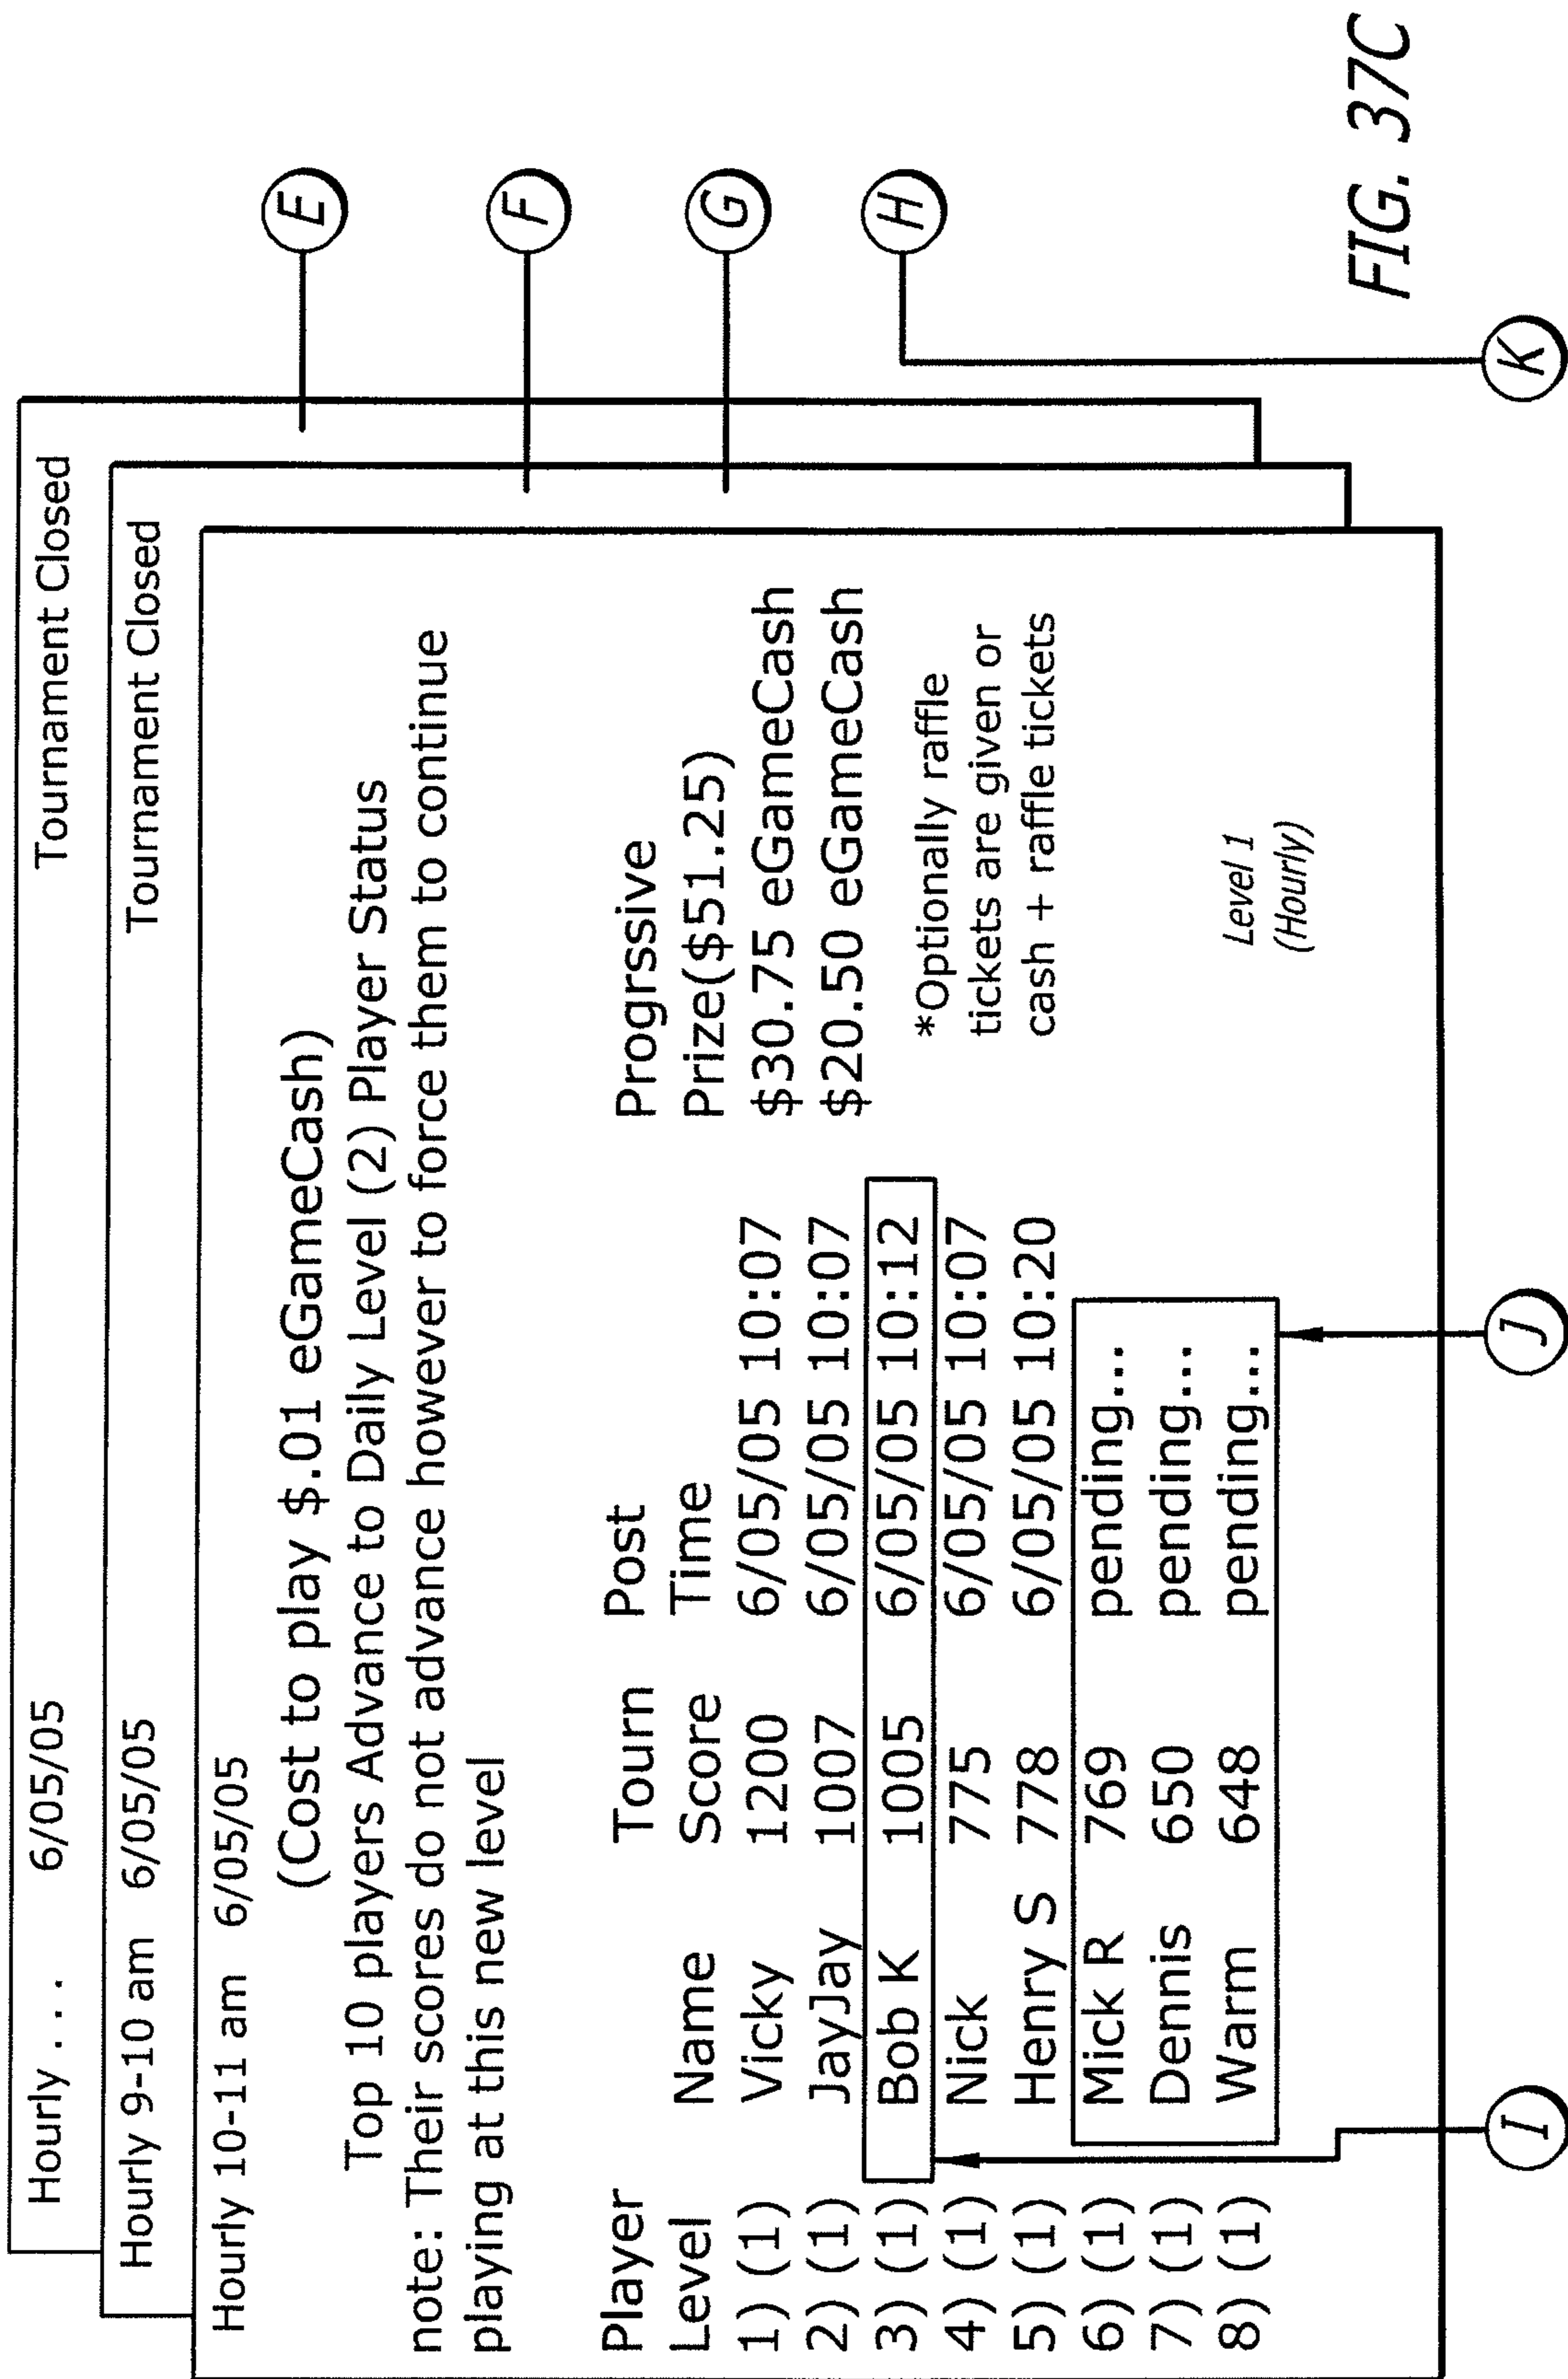 Hourly . . . 6/05/05 Tournament Closed
Hourly 9-10 am 6/05/05 Tournament Closed
Hourly 10-11 am 6/05/05
(Cost to play $.01 eGameCash)
Top 10 players Advance to Daily Level (2) Player Status
note: Their scores do not advance however to force them to continue
playing at this new level
Player Tourn Post Progrssive
Level Name Score Time Prize($51.25)
1) (1) Vicky 1200 6/05/05 10:07 $30.75 eGameCash
2) (1) JayJay 1007 6/05/05 10:07 $20.50 eGameCash
3) (1) Bob K 1005 6/05/05 10:12
4) (1) Nick 775 6/05/05 10:07
5) (1) Henry S 778 6/05/05 10:20
6) (1) Mick R 769 pending...
7) (1) Dennis 650 pending...
8) (1) Warm 648 pending...
*Optionally raffle
tickets are given or
cash + raffle tickets
Level 1
(Hourly)
E
F
G
H
I
J
K
FIG. 37C